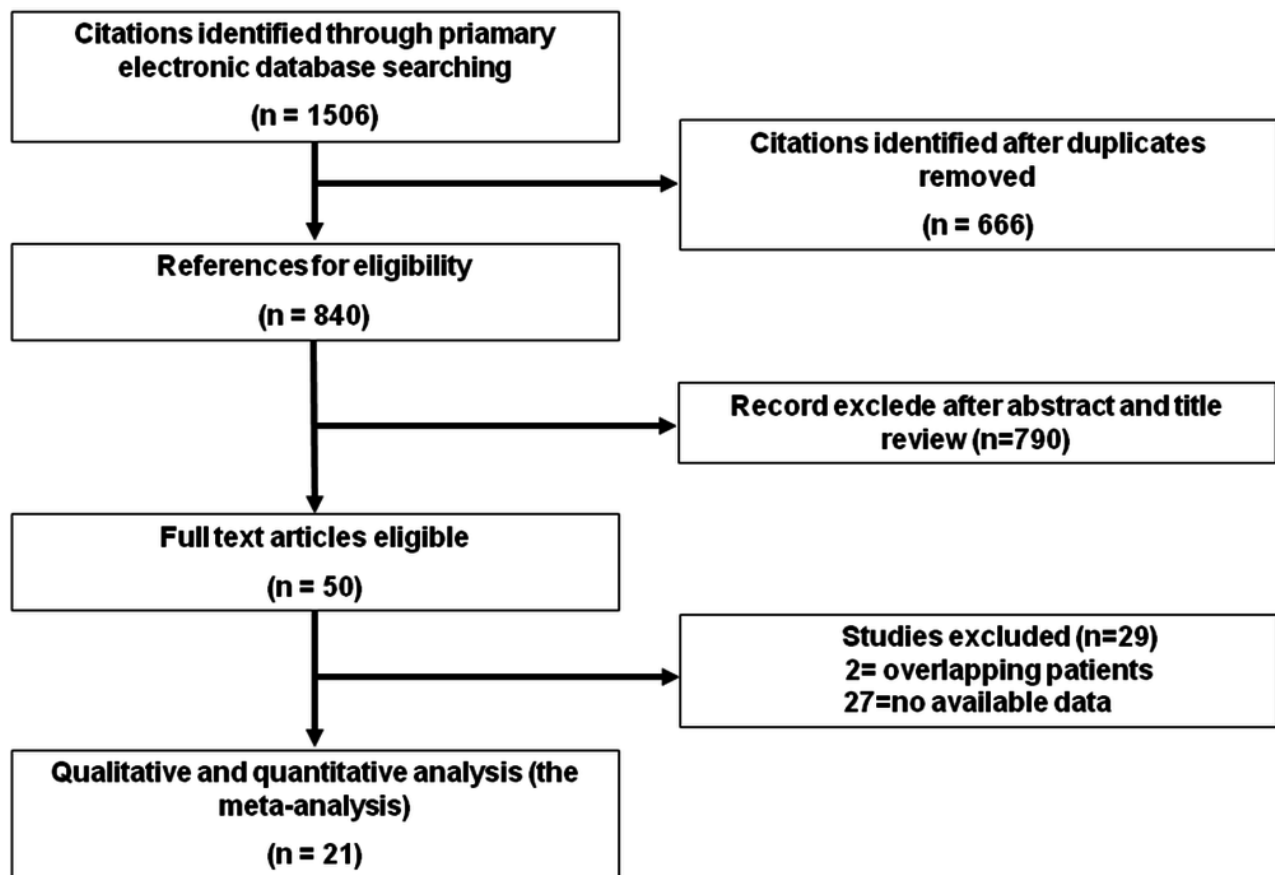 Citations identified through priamary
electronic database searching
(n = 1506)
Citations identified after duplicates
removed
(n = 666)
References for eligibility
(n = 840)
Record exclede after abstract and title
review (n=790)
Full text articles eligible
(n = 50)
Studies excluded (n=29)
2= overlapping patients
27=no available data
Qualitative and quantitative analysis (the
meta-analysis)
(n = 21)